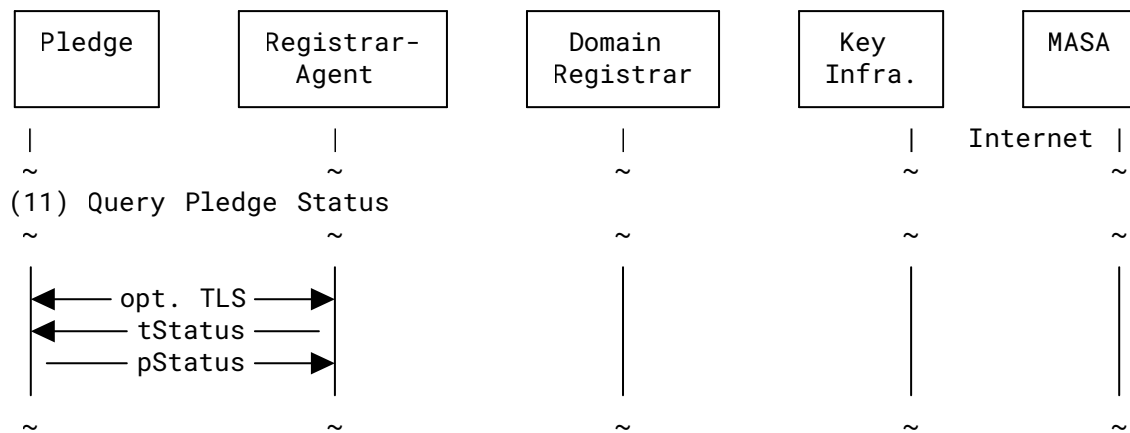 Pledge Registrar- Domain Key MASA
Agent Registrar Infra.
| | | | Internet |
~ ~ ~ ~ ~
(11) Query Pledge Status
~ ~ ~ ~ ~
opt. TLS
tStatus
pStatus
~ ~ ~ ~ ~